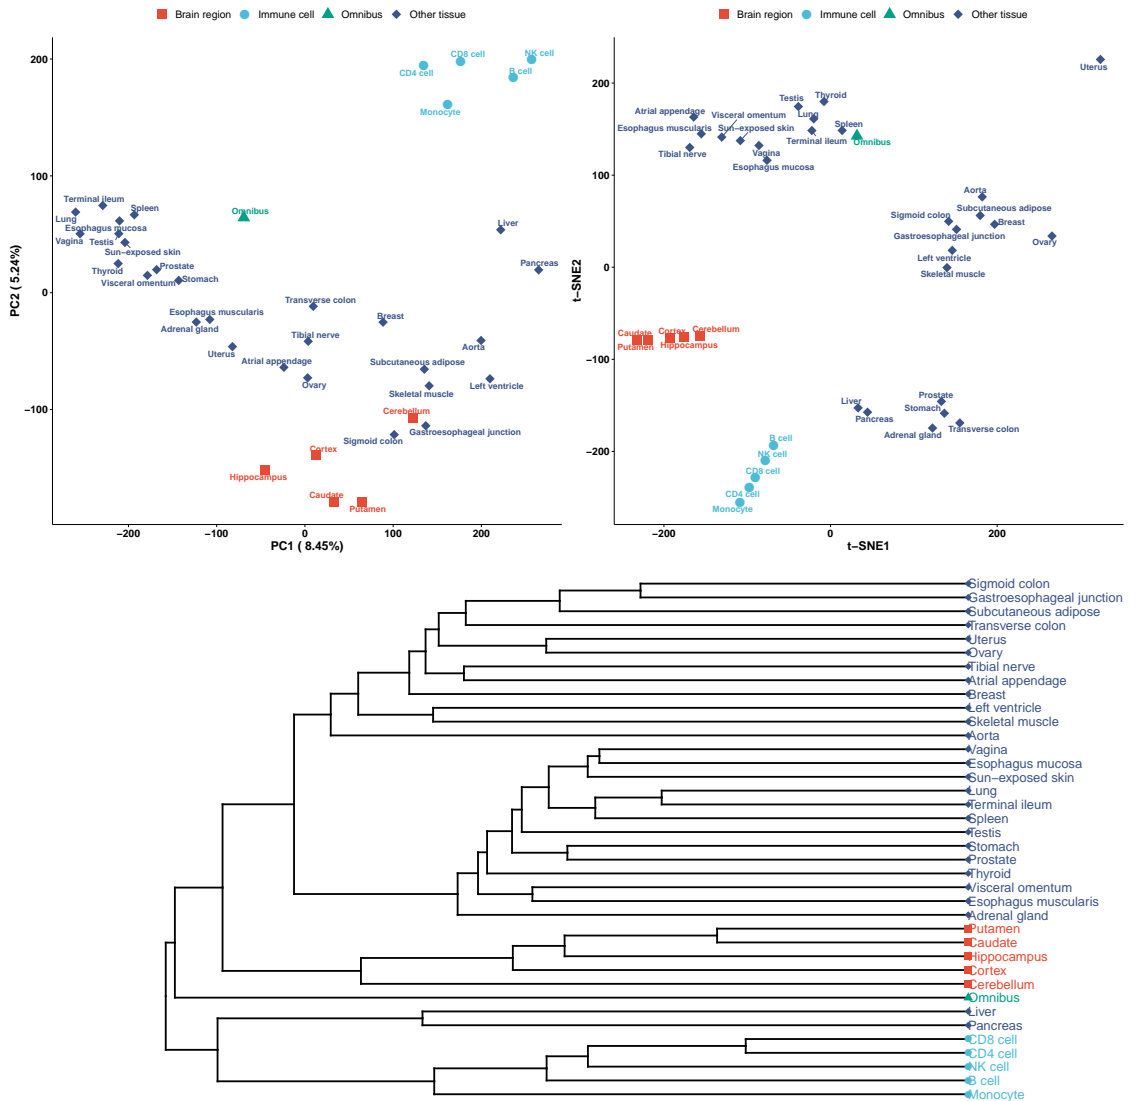 Brain region Immune cell Omnibus Other tissue
200
100
0
−100
PC2 ( 5.24%)
CD8 cell
NK cell
CD4 cell
B cell
Monocyte
Terminal ileum
Spleen
Lung
Esophagus mucosa
Vagina
Testis
Sun−exposed skin
Thyroid
Prostate
Visceral omentum
Stomach
Omnibus
Liver
Pancreas
Transverse colon
Esophagus muscularis
Adrenal gland
Breast
Tibial nerve
Uterus
Aorta
Atrial appendage
Subcutaneous adipose
Ovary
Left ventricle
Skeletal muscle
Cerebellum
Gastroesophageal junction
Sigmoid colon
Cortex
Hippocampus
Caudate
Putamen
−200 −100 0 100 200
PC1 ( 8.45%)
Brain region Immune cell Omnibus Other tissue
200
100
0
−100
−200
t−SNE2
Uterus
Thyroid
Testis
Atrial appendage
Visceral omentum
Lung
Esophagus muscularis
Sun−exposed skin
Spleen
Terminal ileum
Omnibus
Tibial nerve
Vagina
Esophagus mucosa
Aorta
Subcutaneous adipose
Sigmoid colon
Breast
Gastroesophageal junction
Ovary
Left ventricle
Skeletal muscle
Caudate
Cortex
Cerebellum
Putamen
Hippocampus
Prostate
Liver
Stomach
Pancreas
Transverse colon
Adrenal gland
B cell
NK cell
CD8 cell
CD4 cell
Monocyte
−200 0 200
t−SNE1
Sigmoid colon
Gastroesophageal junction
Subcutaneous adipose
Transverse colon
Uterus
Ovary
Tibial nerve
Atrial appendage
Breast
Left ventricle
Skeletal muscle
Aorta
Vagina
Esophagus mucosa
Sun−exposed skin
Lung
Terminal ileum
Spleen
Testis
Stomach
Prostate
Thyroid
Visceral omentum
Esophagus muscularis
Adrenal gland
Putamen
Caudate
Hippocampus
Cortex
Cerebellum
Omnibus
Liver
Pancreas
CD8 cell
CD4 cell
NK cell
B cell
Monocyte